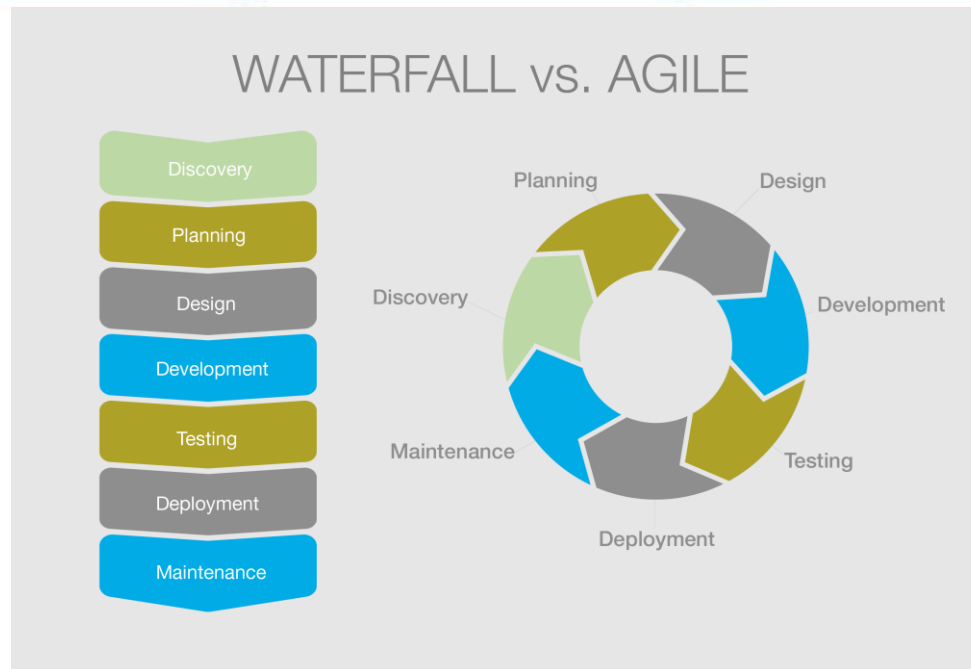 WATERFALL vs. AGILE
Discovery
Planning
Design
Development
Testing
Deployment
Maintenance
Planning
Design
Discovery
Development
Maintenance
Testing
Deployment